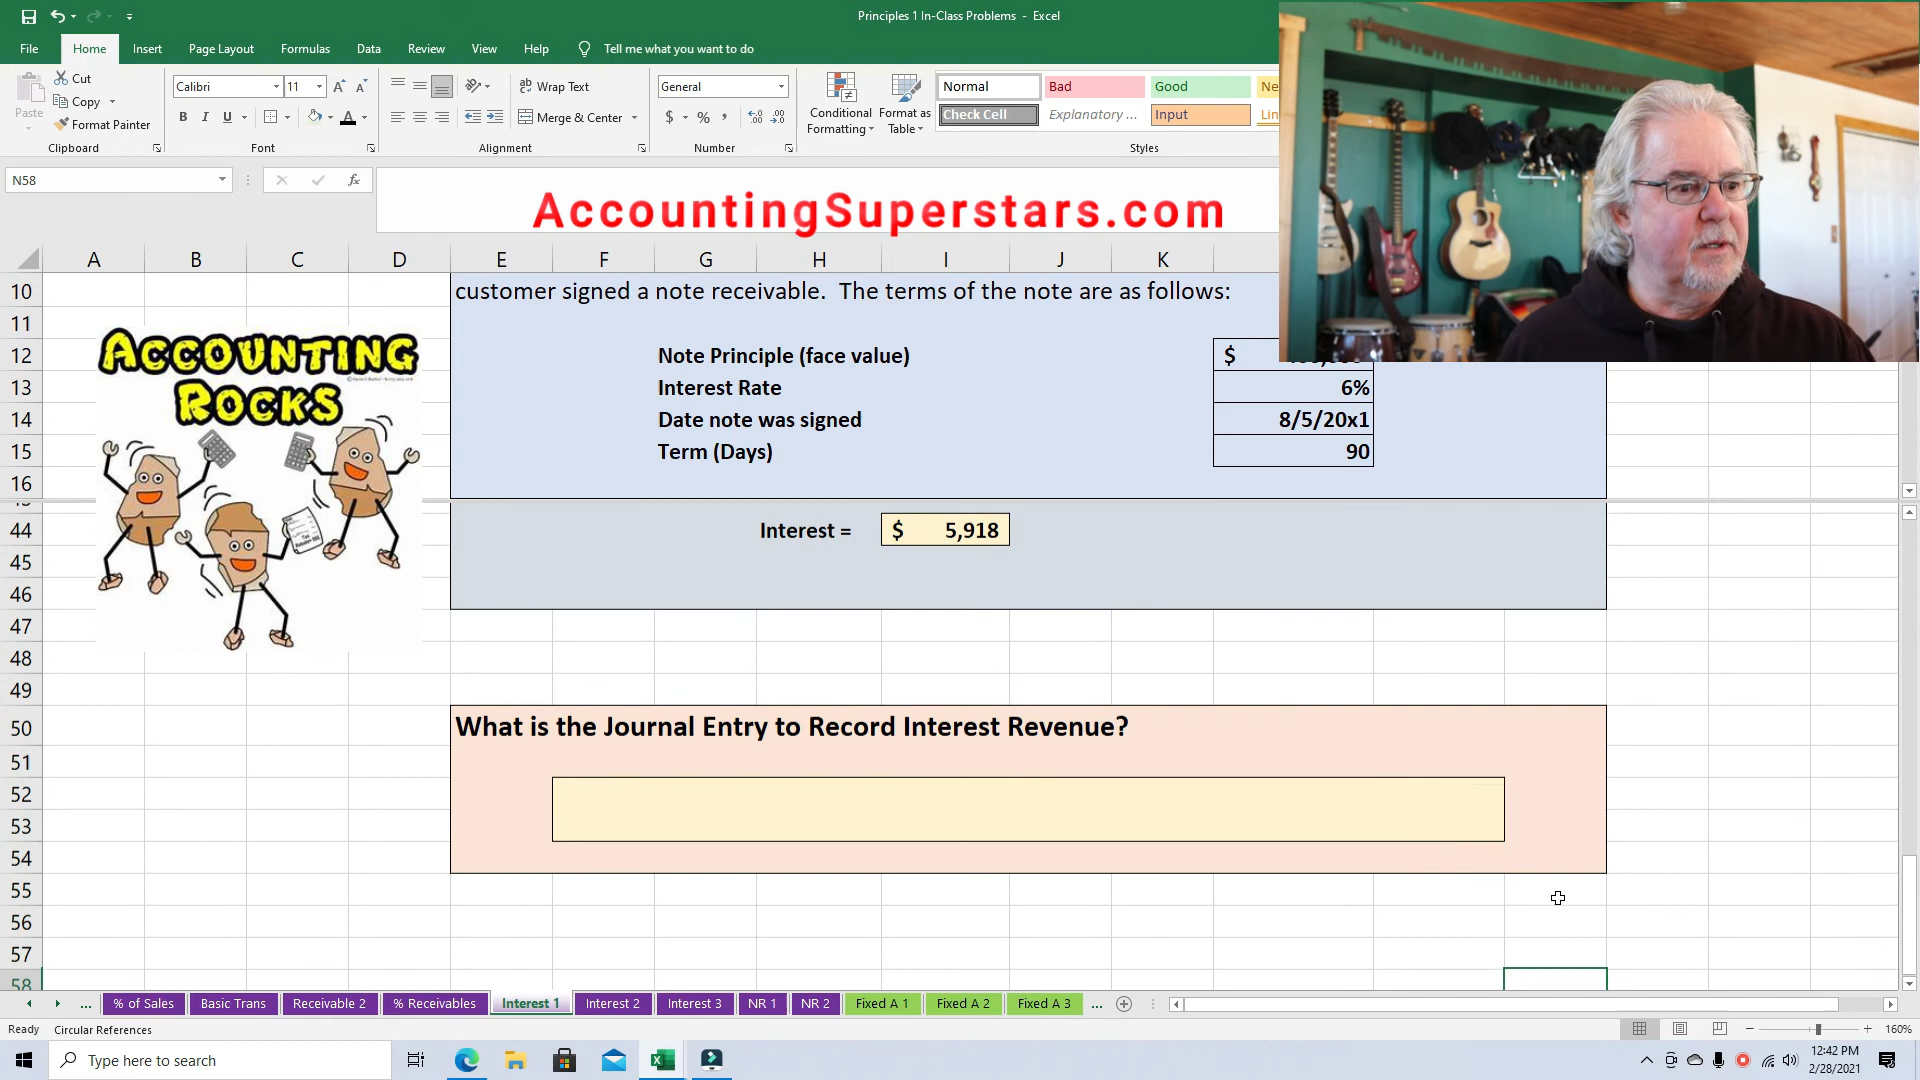 Principles 1 In-Class Problems - Excel
File Home Insert Page Layout Formulas Data Review View Help Tell me what you want to do
Paste
Cut
Copy
Format Painter
Clipboard
Calibri 11
B I U
Font
Wrap Text
Merge & Center
Alignment
General
$ % ,
Number
Conditional Formatting
Format as Table
Normal Bad Good
Check Cell Explanatory ... Input
Styles
N58
fx
AccountingSuperstars.com
A B C D E F G H I J K
10 customer signed a note receivable. The terms of the note are as follows:
11
12 Note Principle (face value) $
13 Interest Rate 6%
14 Date note was signed 8/5/20x1
15 Term (Days) 90
16
ACCOUNTING
ROCKS
44 Interest = $ 5,918
45
46
47
48
49
50 What is the Journal Entry to Record Interest Revenue?
51
52
53
54
55
56
57
58
... % of Sales Basic Trans Receivable 2 % Receivables Interest 1 Interest 2 Interest 3 NR 1 NR 2 Fixed A 1 Fixed A 2 Fixed A 3 ...
Ready Circular References 160%
Type here to search
12:42 PM
2/28/2021